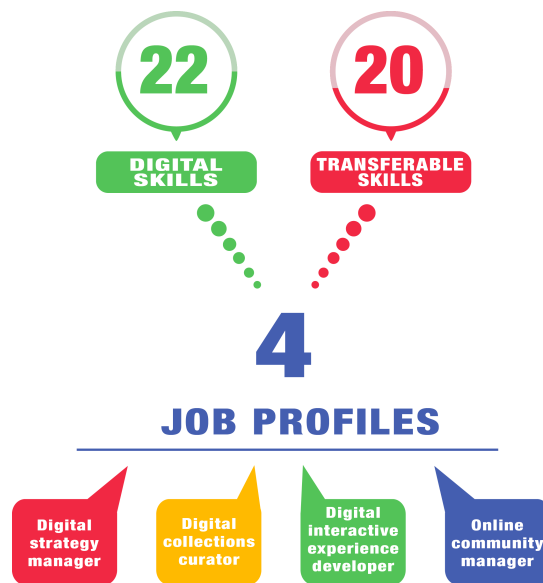 22
20
DIGITAL
SKILLS
TRANSFERABLE
SKILLS
4
JOB PROFILES
Digital
strategy
manager
Digital
collections
curator
Digital
interactive
experience
developer
Online
community
manager